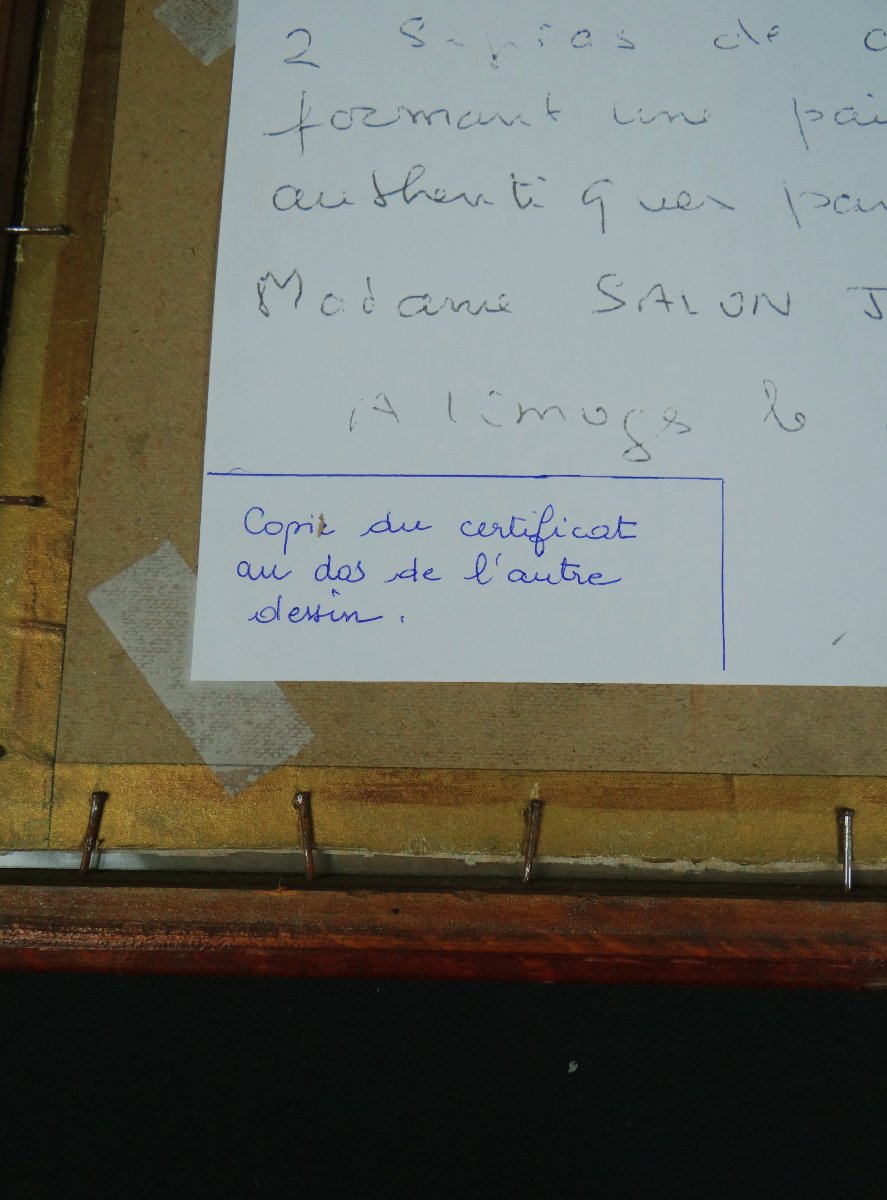 2 Sepias de
formant une pai
authentiques par
Madame SALON J
A limoges le
Copie du certificat
au dos de l'autre
dessin.